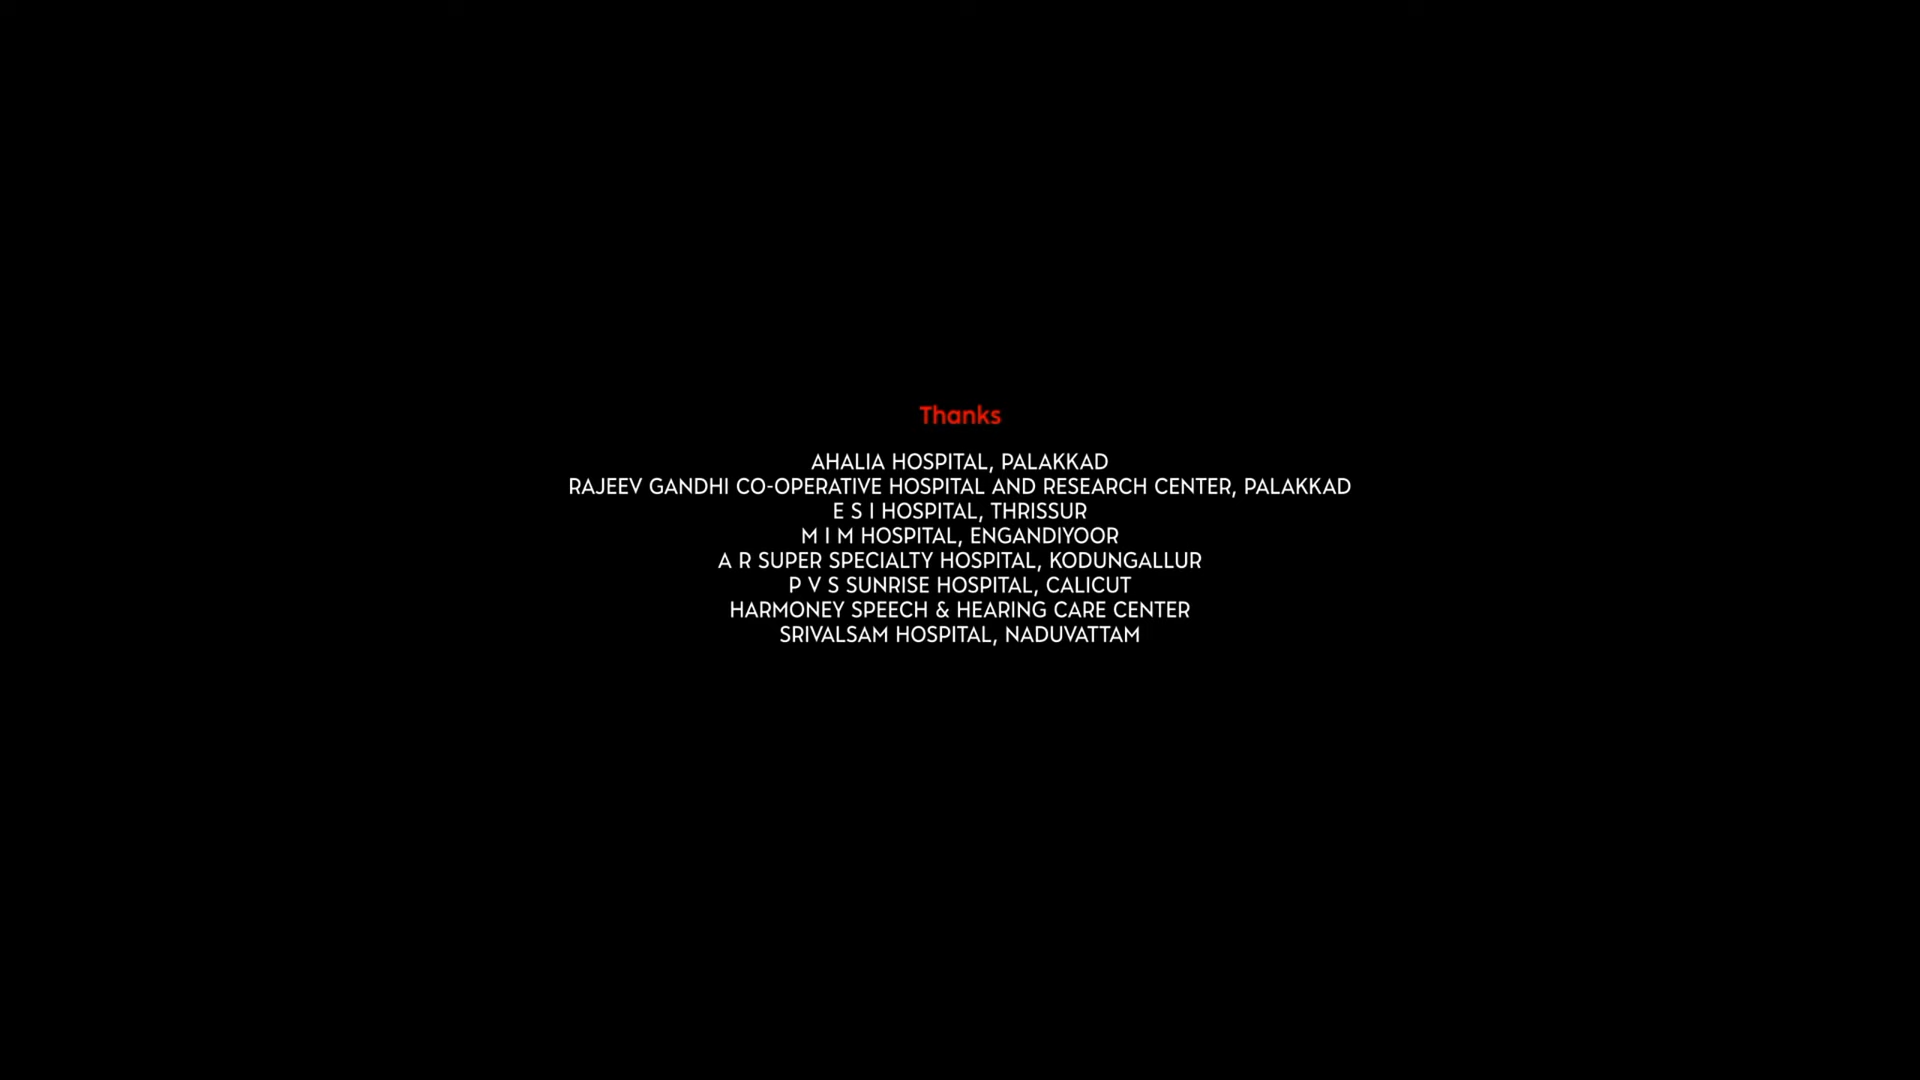 Thanks
AHALIA HOSPITAL, PALAKKAD
RAJEEV GANDHI CO-OPERATIVE HOSPITAL AND RESEARCH CENTER, PALAKKAD
E S I HOSPITAL, THRISSUR
M I M HOSPITAL, ENGANDIYOOR
A R SUPER SPECIALTY HOSPITAL, KODUNGALLUR
P V S SUNRISE HOSPITAL, CALICUT
HARMONEY SPEECH & HEARING CARE CENTER
SRIVALSAM HOSPITAL, NADUVATTAM